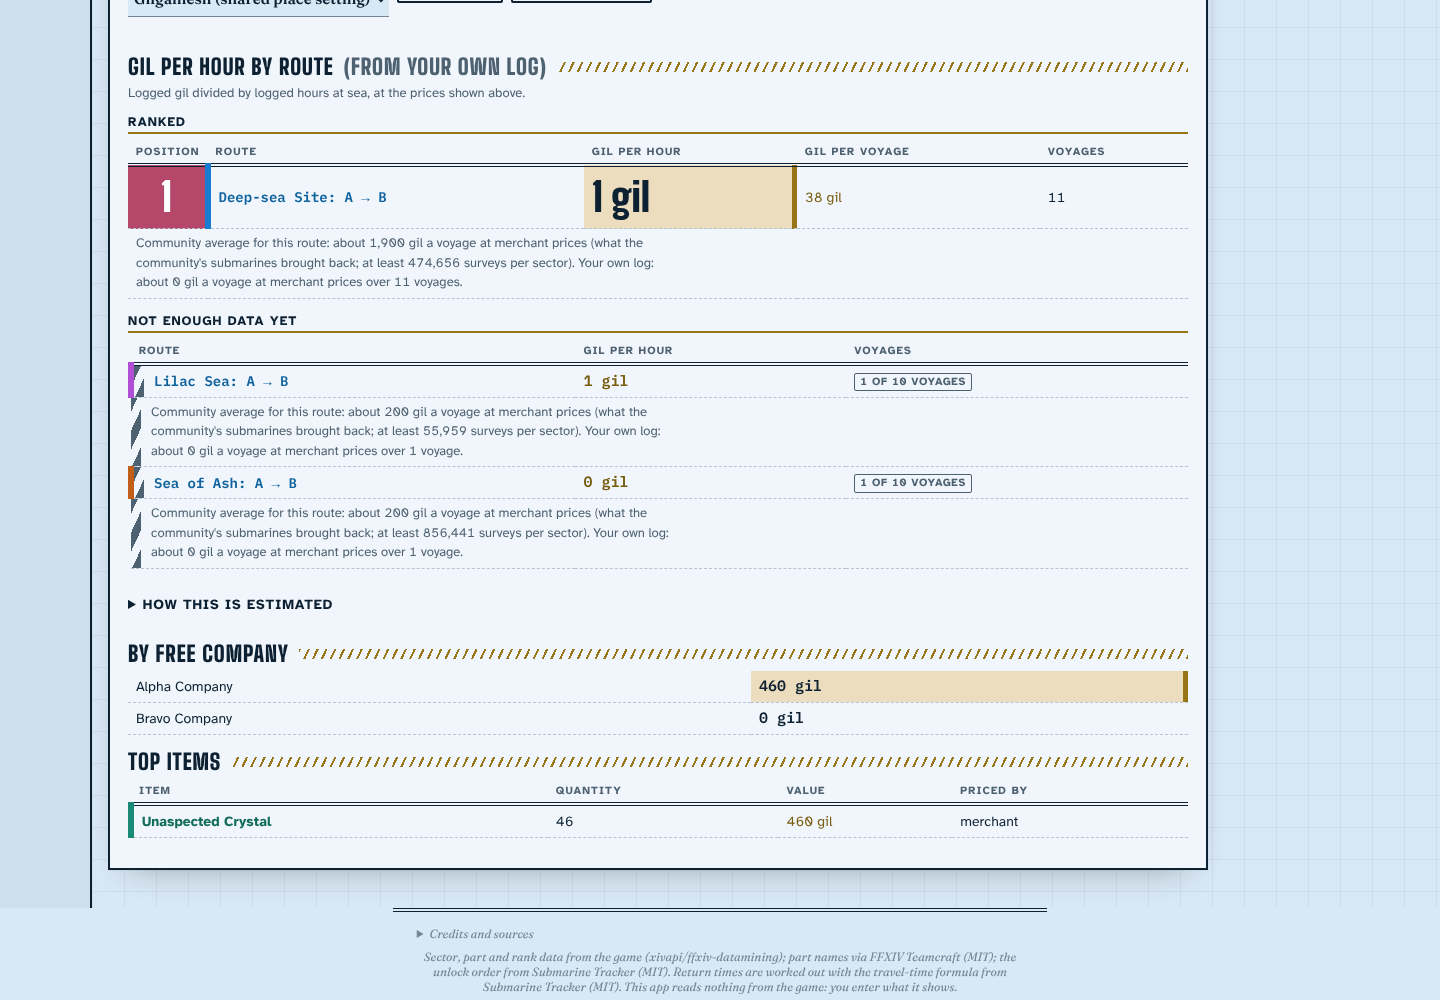 Gilgamesh (shared place setting)
GIL PER HOUR BY ROUTE (FROM YOUR OWN LOG)
Logged gil divided by logged hours at sea, at the prices shown above.
RANKED
POSITION ROUTE GIL PER HOUR GIL PER VOYAGE VOYAGES
1 Deep-sea Site: A → B 1 gil 38 gil 11
Community average for this route: about 1,900 gil a voyage at merchant prices (what the
community's submarines brought back; at least 474,656 surveys per sector). Your own log:
about 0 gil a voyage at merchant prices over 11 voyages.
NOT ENOUGH DATA YET
ROUTE GIL PER HOUR VOYAGES
Lilac Sea: A → B 1 gil 1 OF 10 VOYAGES
Community average for this route: about 200 gil a voyage at merchant prices (what the
community's submarines brought back; at least 55,959 surveys per sector). Your own log:
about 0 gil a voyage at merchant prices over 1 voyage.
Sea of Ash: A → B 0 gil 1 OF 10 VOYAGES
Community average for this route: about 200 gil a voyage at merchant prices (what the
community's submarines brought back; at least 856,441 surveys per sector). Your own log:
about 0 gil a voyage at merchant prices over 1 voyage.
HOW THIS IS ESTIMATED
BY FREE COMPANY
Alpha Company 460 gil
Bravo Company 0 gil
TOP ITEMS
ITEM QUANTITY VALUE PRICED BY
Unaspected Crystal 46 460 gil merchant
Credits and sources
Sector, part and rank data from the game (xivapi/ffxiv-datamining); part names via FFXIV Teamcraft (MIT); the
unlock order from Submarine Tracker (MIT). Return times are worked out with the travel-time formula from
Submarine Tracker (MIT). This app reads nothing from the game: you enter what it shows.